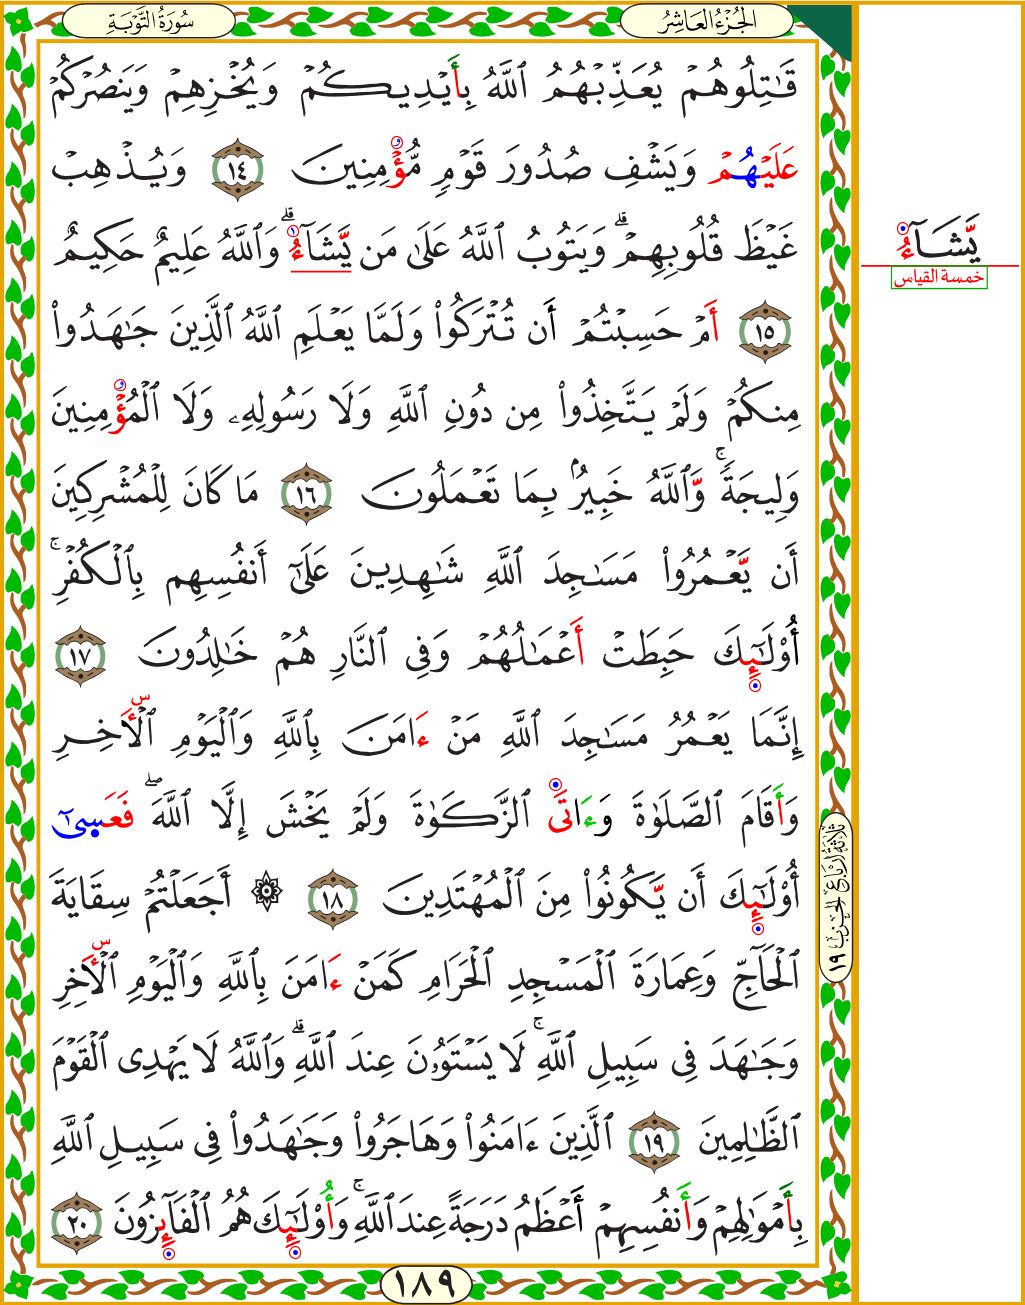 الجُزْءُ العَاشِرُ
سُورَةُ التَّوْبَةِ
قَٰتِلُوهُمْ يُعَذِّبْهُمُ ٱللَّهُ بِأَيْدِيكُمْ وَيُخْزِهِمْ وَيَنصُرْكُمْ
عَلَيْهُمْ وَيَشْفِ صُدُورَ قَوْمٍ مُّؤْمِنِينَ ١٤ وَيُذْهِبْ
غَيْظَ قُلُوبِهِمْ ۗ وَيَتُوبُ ٱللَّهُ عَلَىٰ مَن يَّشَآءُ ۗ وَٱللَّهُ عَلِيمٌ حَكِيمٌ
١٥ أَمْ حَسِبْتُمْ أَن تُتْرَكُوا۟ وَلَمَّا يَعْلَمِ ٱللَّهُ ٱلَّذِينَ جَٰهَدُوا۟
مِنكُمْ وَلَمْ يَتَّخِذُوا۟ مِن دُونِ ٱللَّهِ وَلَا رَسُولِهِۦ وَلَا ٱلْمُؤْمِنِينَ
وَلِيجَةً ۚ وَّٱللَّهُ خَبِيرٌۢ بِمَا تَعْمَلُونَ ١٦ مَا كَانَ لِلْمُشْرِكِينَ
أَن يَّعْمُرُوا۟ مَسَٰجِدَ ٱللَّهِ شَٰهِدِينَ عَلَىٰٓ أَنفُسِهِم بِٱلْكُفْرِ ۚ
أُو۟لَٰٓئِكَ حَبِطَتْ أَعْمَٰلُهُمْ وَفِى ٱلنَّارِ هُمْ خَٰلِدُونَ ١٧
إِنَّمَا يَعْمُرُ مَسَٰجِدَ ٱللَّهِ مَنْ ءَامَنَ بِٱللَّهِ وَٱلْيَوْمِ ٱلْأَخِرِ
وَأَقَامَ ٱلصَّلَوٰةَ وَءَاتَى ٱلزَّكَوٰةَ وَلَمْ يَخْشَ إِلَّا ٱللَّهَ ۖ فَعَسِىٰٓ
أُو۟لَٰٓئِكَ أَن يَّكُونُوا۟ مِنَ ٱلْمُهْتَدِينَ ١٨ ۞ أَجَعَلْتُمْ سِقَايَةَ
ٱلْحَآجِّ وَعِمَارَةَ ٱلْمَسْجِدِ ٱلْحَرَامِ كَمَنْ ءَامَنَ بِٱللَّهِ وَٱلْيَوْمِ ٱلْأَخِرِ
وَجَٰهَدَ فِى سَبِيلِ ٱللَّهِ ۚ لَا يَسْتَوُۥنَ عِندَ ٱللَّهِ ۗ وَٱللَّهُ لَا يَهْدِى ٱلْقَوْمَ
ٱلظَّٰلِمِينَ ١٩ ٱلَّذِينَ ءَامَنُوا۟ وَهَاجَرُوا۟ وَجَٰهَدُوا۟ فِى سَبِيلِ ٱللَّهِ
بِأَمْوَٰلِهِمْ وَأَنفُسِهِمْ أَعْظَمُ دَرَجَةً عِندَ ٱللَّهِ ۚ وَأُو۟لَٰٓئِكَ هُمُ ٱلْفَآئِزُونَ ٢٠
١٨٩
يَّشَآءُ
خمسة القياس
ثَلَاثَةُ أَرْبَاعِ الحِزْبِ ١٩